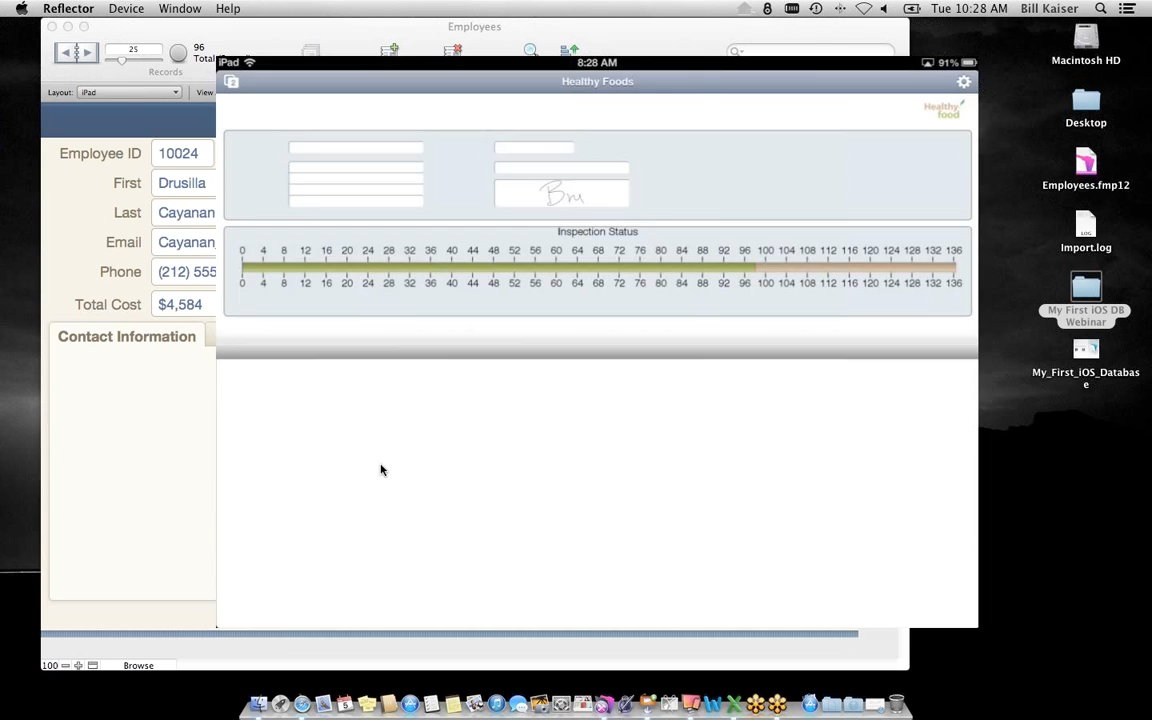 Reflector Device Window Help Tue 10:28 AM Bill Kaiser
Employees
25 96
Total
Records
Layout: iPad View
iPad 8:28 AM 91%
Healthy Foods
Healthy
food
Employee ID 10024
First Drusilla
Last Cayanan
Email Cayanan
Phone (212) 555
Total Cost $4,584
Contact Information
Inspection Status
0 4 8 12 16 20 24 28 32 36 40 44 48 52 56 60 64 68 72 76 80 84 88 92 96 100 104 108 112 116 120 124 128 132 136
0 4 8 12 16 20 24 28 32 36 40 44 48 52 56 60 64 68 72 76 80 84 88 92 96 100 104 108 112 116 120 124 128 132 136
100 Browse
Macintosh HD
Desktop
Employees.fmp12
LOG
Import.log
My First iOS DB
Webinar
My_First_iOS_Databas
e